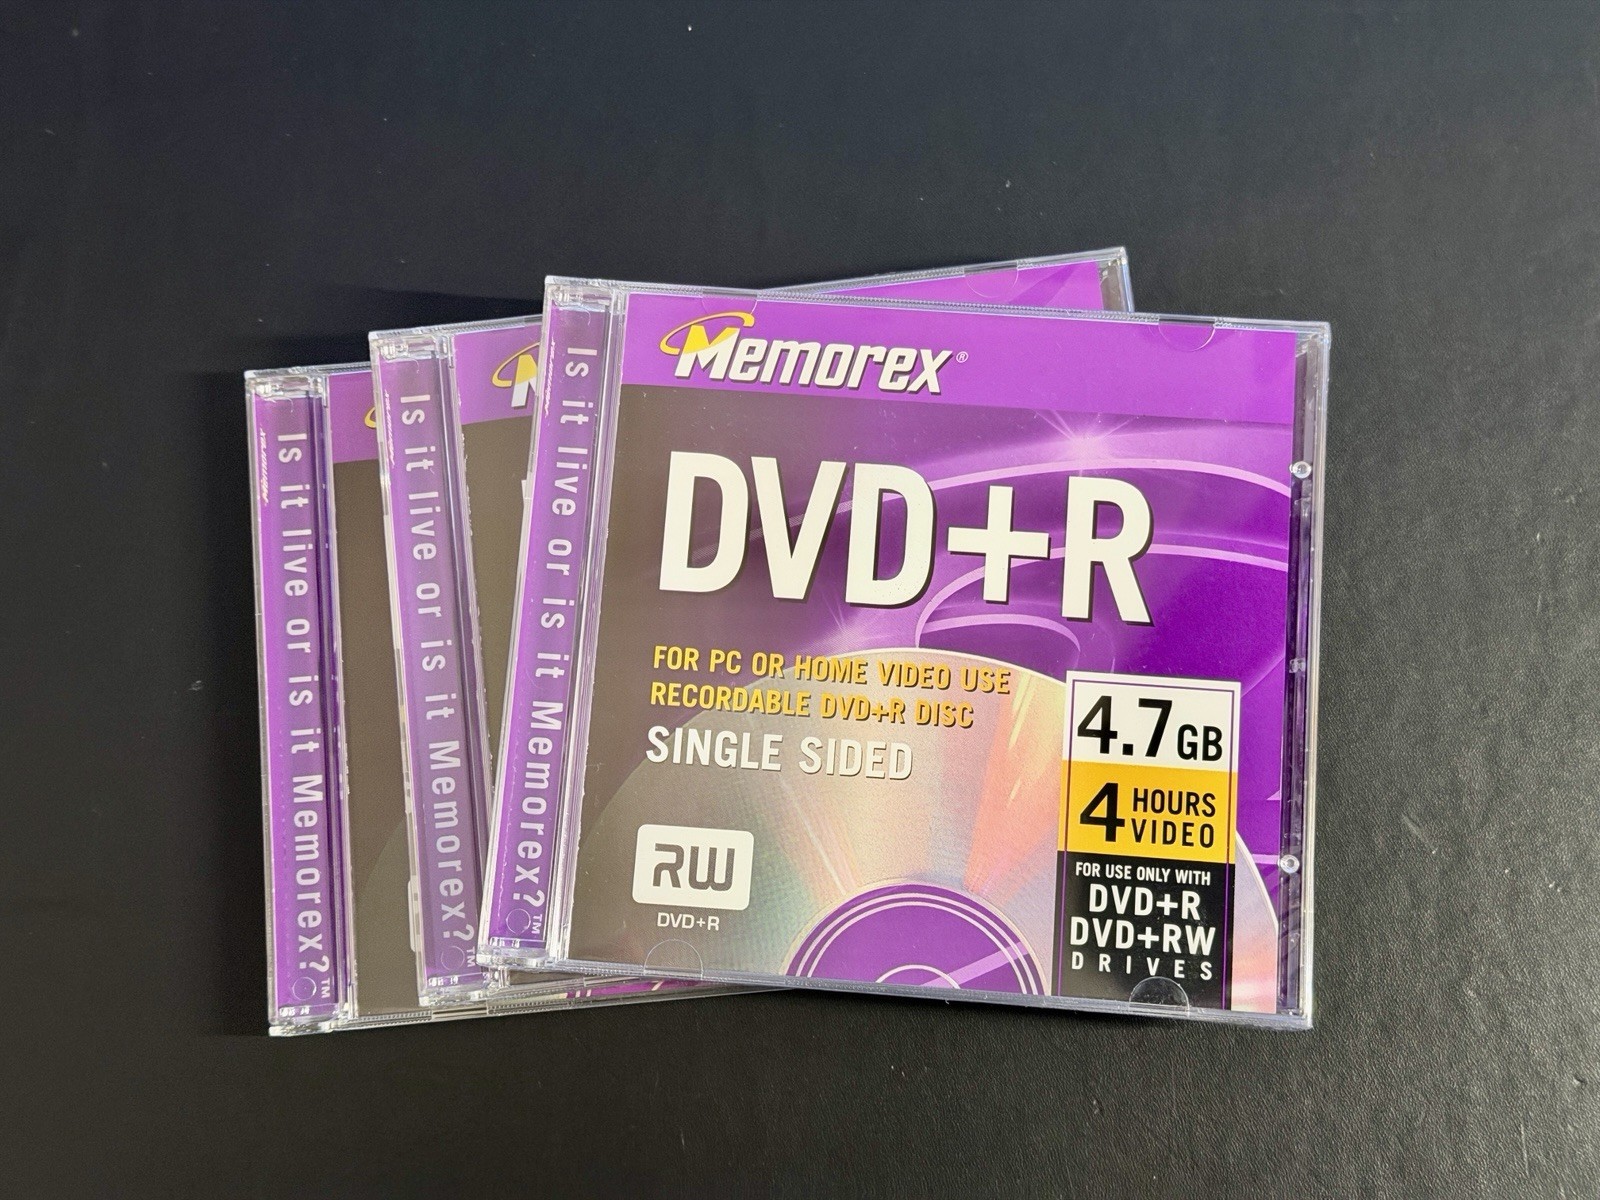 Is it live or is it Memorex?™
Memorex
Is it live or is it Memorex?™
Is it live or is it Memorex?™
Memorex®
DVD+R
FOR PC OR HOME VIDEO USE
RECORDABLE DVD+R DISC
SINGLE SIDED
RW
DVD+R
4.7GB
4 HOURS
VIDEO
FOR USE ONLY WITH
DVD+R
DVD+RW
DRIVES